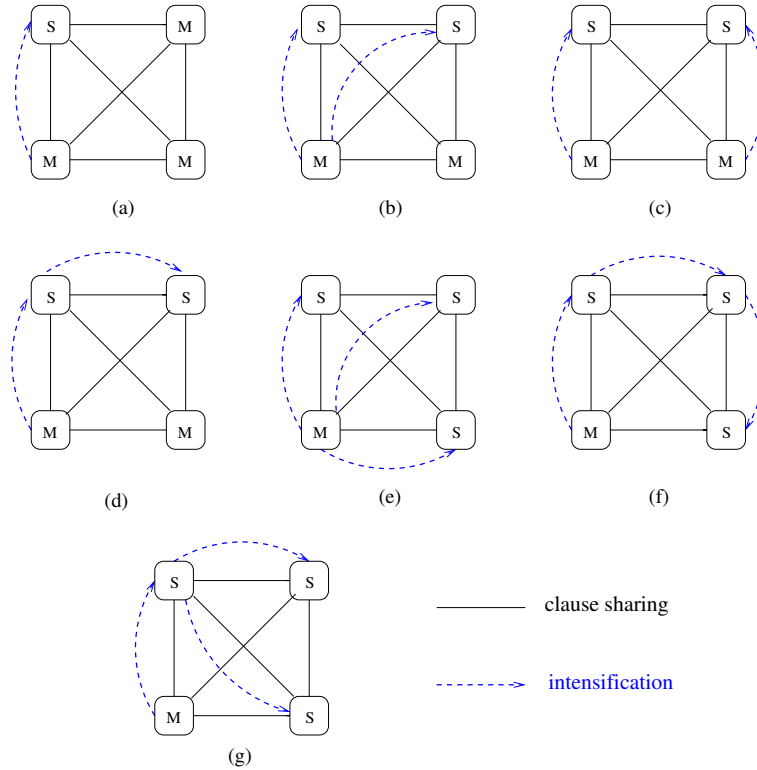 S M S S S S
M M M M M M
(a) (b) (c)
S S S S S S
M M M S M S
(d) (e) (f)
S S
clause sharing
intensification
M S
(g)